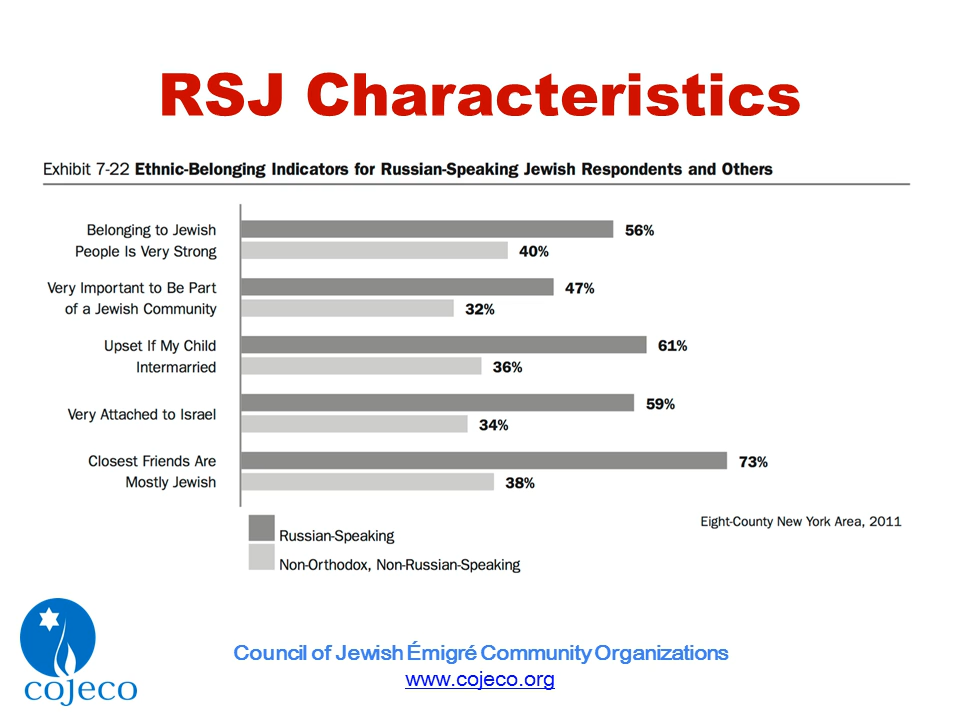 RSJ Characteristics
Exhibit 7-22 Ethnic-Belonging Indicators for Russian-Speaking Jewish Respondents and Others
Belonging to Jewish
People Is Very Strong
56%
40%
Very Important to Be Part
of a Jewish Community
47%
32%
Upset If My Child
Intermarried
61%
36%
Very Attached to Israel
59%
34%
Closest Friends Are
Mostly Jewish
73%
38%
Eight-County New York Area, 2011
Russian-Speaking
Non-Orthodox, Non-Russian-Speaking
cojeco
Council of Jewish Émigré Community Organizations
www.cojeco.org